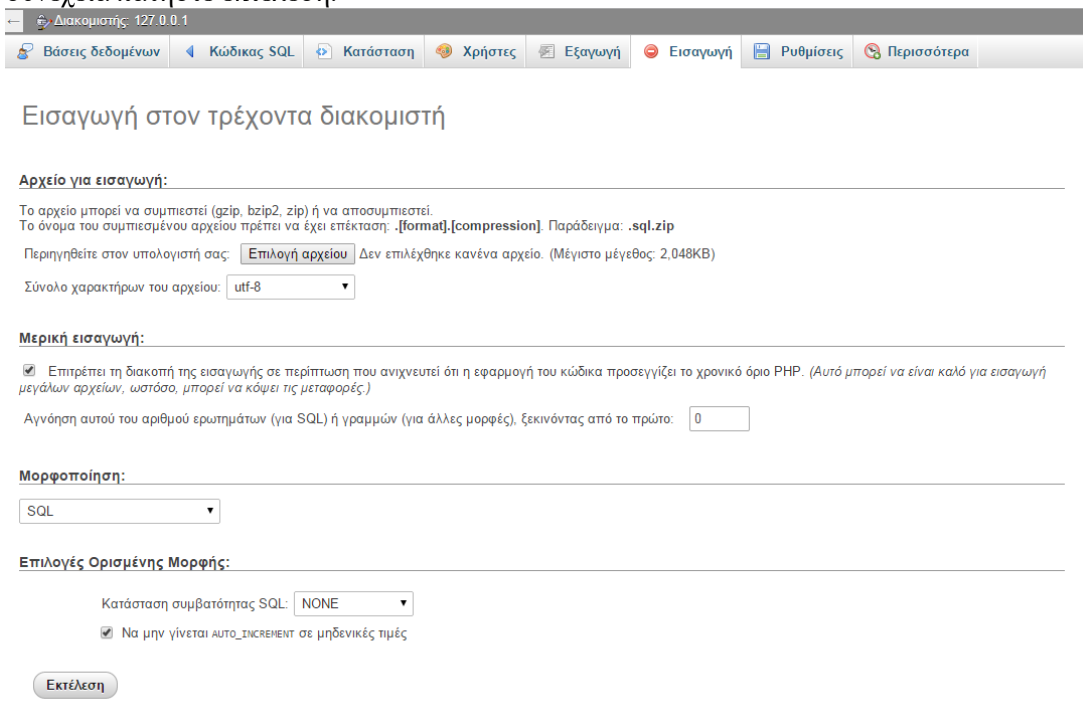 συνέχεια πατήστε εκτέλεση
← Διακομιστής: 127.0.0.1
Βάσεις δεδομένων Κώδικας SQL Κατάσταση Χρήστες Εξαγωγή Εισαγωγή Ρυθμίσεις Περισσότερα
Εισαγωγή στον τρέχοντα διακομιστή
Αρχείο για εισαγωγή:
Το αρχείο μπορεί να συμπιεστεί (gzip, bzip2, zip) ή να αποσυμπιεστεί.
Το όνομα του συμπιεσμένου αρχείου πρέπει να έχει επέκταση: .[format].[compression]. Παράδειγμα: .sql.zip
Περιηγηθείτε στον υπολογιστή σας: Επιλογή αρχείου Δεν επιλέχθηκε κανένα αρχείο. (Μέγιστο μέγεθος: 2,048KB)
Σύνολο χαρακτήρων του αρχείου: utf-8
Μερική εισαγωγή:
Επιτρέπει τη διακοπή της εισαγωγής σε περίπτωση που ανιχνευτεί ότι η εφαρμογή του κώδικα προσεγγίζει το χρονικό όριο PHP. (Αυτό μπορεί να είναι καλό για εισαγωγή
μεγάλων αρχείων, ωστόσο, μπορεί να κόψει τις μεταφορές.)
Αγνόηση αυτού του αριθμού ερωτημάτων (για SQL) ή γραμμών (για άλλες μορφές), ξεκινόντας από το πρώτο: 0
Μορφοποίηση:
SQL
Επιλογές Ορισμένης Μορφής:
Κατάσταση συμβατότητας SQL: NONE
Να μην γίνεται AUTO_INCREMENT σε μηδενικές τιμές
Εκτέλεση